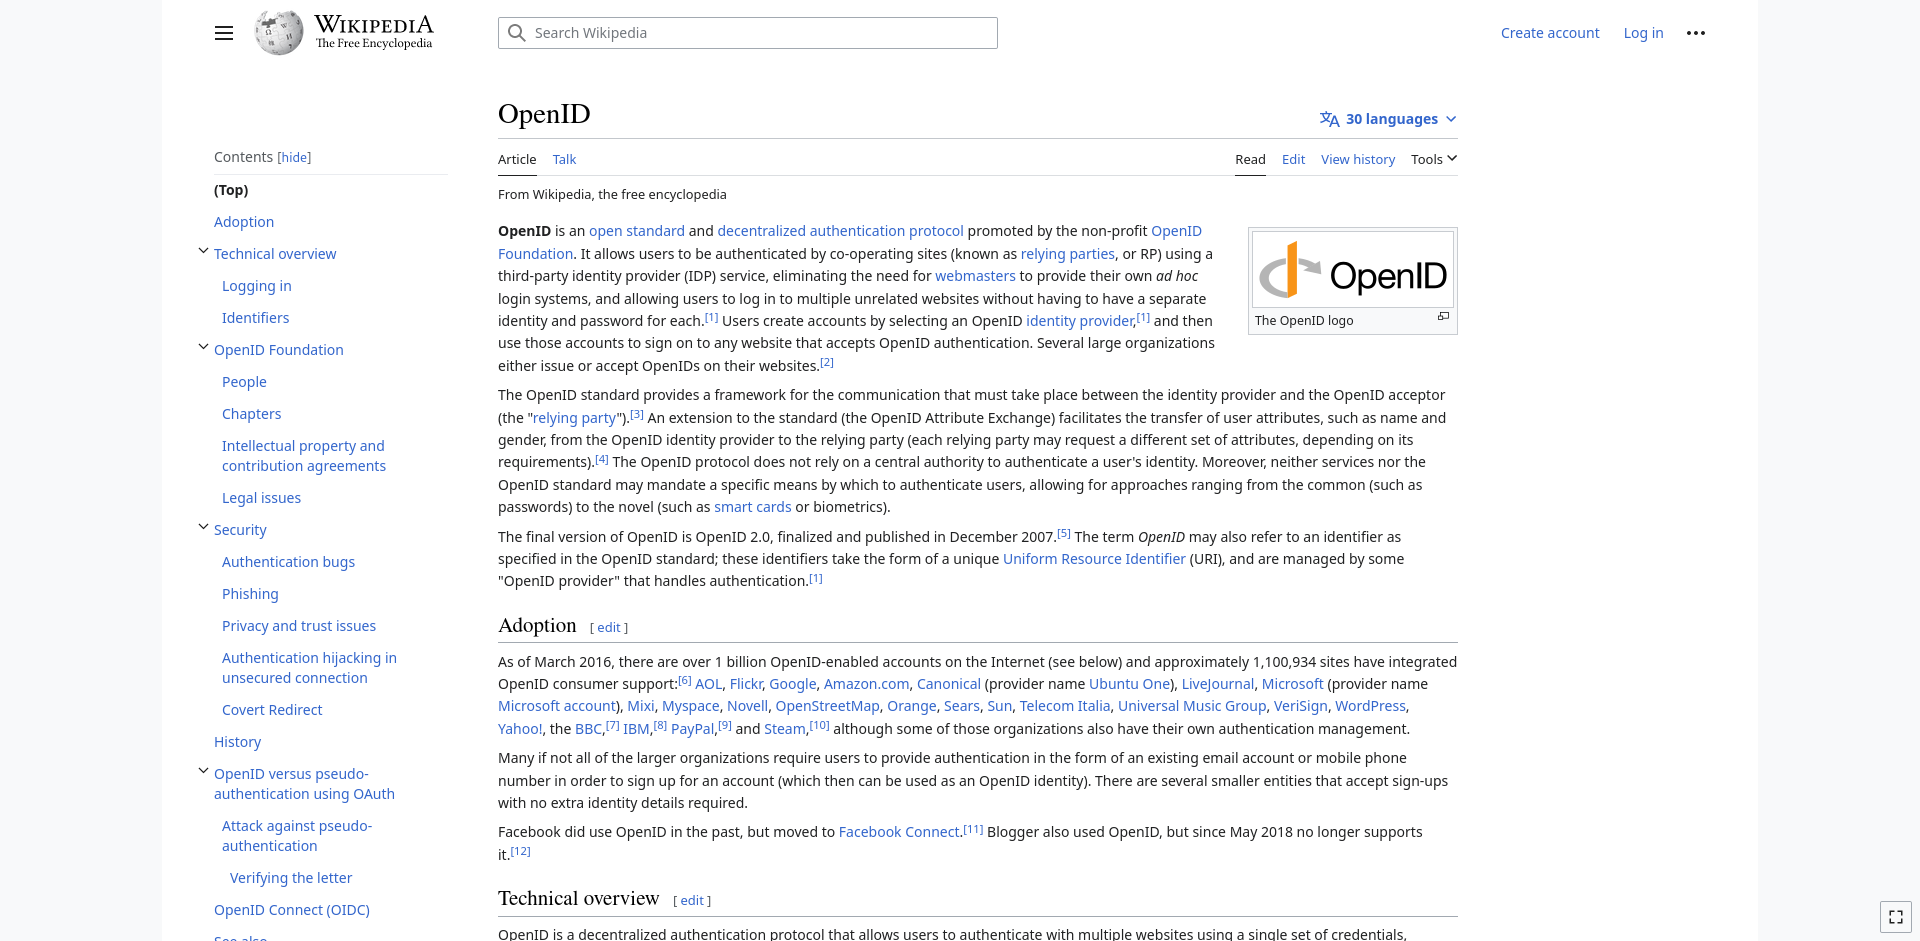 WIKIPEDIA
The Free Encyclopedia
Search Wikipedia
Create account
Log in
Contents [hide]
(Top)
Adoption
Technical overview
Logging in
Identifiers
OpenID Foundation
People
Chapters
Intellectual property and
contribution agreements
Legal issues
Security
Authentication bugs
Phishing
Privacy and trust issues
Authentication hijacking in
unsecured connection
Covert Redirect
History
OpenID versus pseudo-
authentication using OAuth
Attack against pseudo-
authentication
Verifying the letter
OpenID Connect (OIDC)
See also
OpenID
30 languages
Article Talk
Read Edit View history Tools
From Wikipedia, the free encyclopedia
OpenID is an open standard and decentralized authentication protocol promoted by the non-profit OpenID
Foundation. It allows users to be authenticated by co-operating sites (known as relying parties, or RP) using a
third-party identity provider (IDP) service, eliminating the need for webmasters to provide their own ad hoc
login systems, and allowing users to log in to multiple unrelated websites without having to have a separate
identity and password for each.[1] Users create accounts by selecting an OpenID identity provider,[1] and then
use those accounts to sign on to any website that accepts OpenID authentication. Several large organizations
either issue or accept OpenIDs on their websites.[2]
OpenID
The OpenID logo
The OpenID standard provides a framework for the communication that must take place between the identity provider and the OpenID acceptor
(the "relying party").[3] An extension to the standard (the OpenID Attribute Exchange) facilitates the transfer of user attributes, such as name and
gender, from the OpenID identity provider to the relying party (each relying party may request a different set of attributes, depending on its
requirements).[4] The OpenID protocol does not rely on a central authority to authenticate a user's identity. Moreover, neither services nor the
OpenID standard may mandate a specific means by which to authenticate users, allowing for approaches ranging from the common (such as
passwords) to the novel (such as smart cards or biometrics).
The final version of OpenID is OpenID 2.0, finalized and published in December 2007.[5] The term OpenID may also refer to an identifier as
specified in the OpenID standard; these identifiers take the form of a unique Uniform Resource Identifier (URI), and are managed by some
"OpenID provider" that handles authentication.[1]
Adoption [ edit ]
As of March 2016, there are over 1 billion OpenID-enabled accounts on the Internet (see below) and approximately 1,100,934 sites have integrated
OpenID consumer support:[6] AOL, Flickr, Google, Amazon.com, Canonical (provider name Ubuntu One), LiveJournal, Microsoft (provider name
Microsoft account), Mixi, Myspace, Novell, OpenStreetMap, Orange, Sears, Sun, Telecom Italia, Universal Music Group, VeriSign, WordPress,
Yahoo!, the BBC,[7] IBM,[8] PayPal,[9] and Steam,[10] although some of those organizations also have their own authentication management.
Many if not all of the larger organizations require users to provide authentication in the form of an existing email account or mobile phone
number in order to sign up for an account (which then can be used as an OpenID identity). There are several smaller entities that accept sign-ups
with no extra identity details required.
Facebook did use OpenID in the past, but moved to Facebook Connect.[11] Blogger also used OpenID, but since May 2018 no longer supports
it.[12]
Technical overview [ edit ]
OpenID is a decentralized authentication protocol that allows users to authenticate with multiple websites using a single set of credentials,